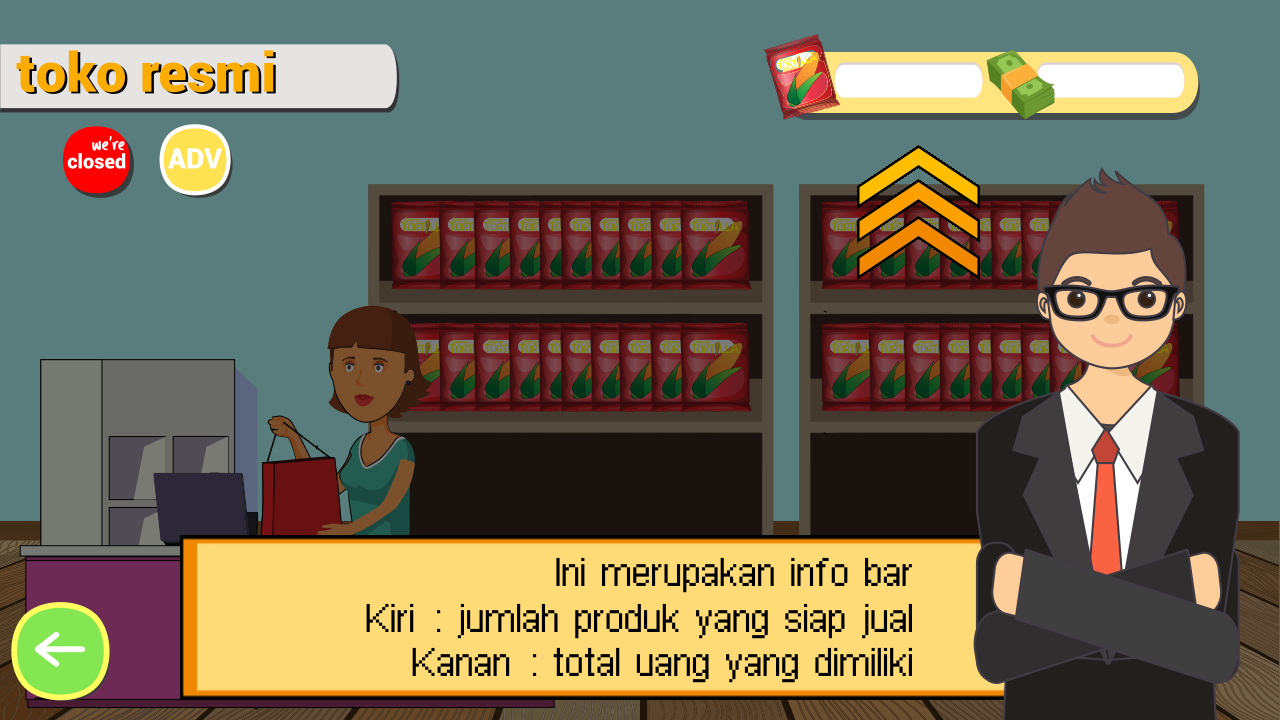 toko resmi
we're
closed
ADV
Ini merupakan info bar
Kiri : jumlah produk yang siap jual
Kanan : total uang yang dimiliki